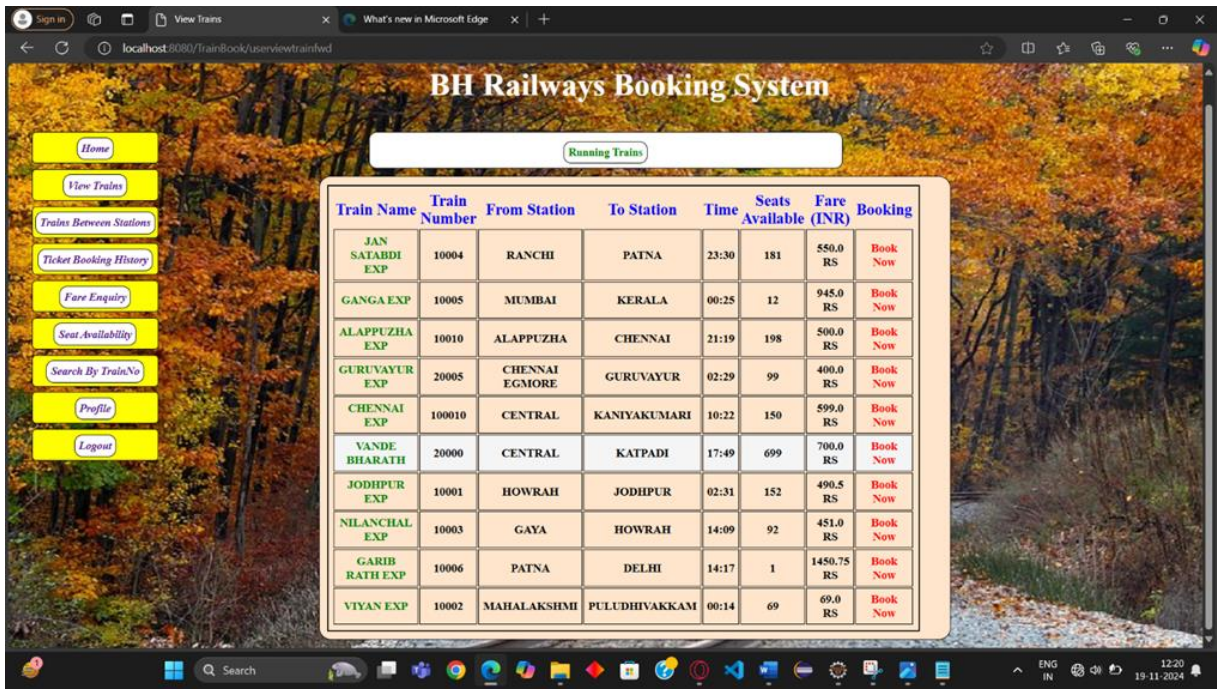 Sign in
View Trains
What's new in Microsoft Edge
localhost:8080/TrainBook/userviewtrainfwd
BH Railways Booking System
Home
View Trains
Trains Between Stations
Ticket Booking History
Fare Enquiry
Seat Availability
Search By TrainNo
Profile
Logout
Running Trains
Train Name Train Number From Station To Station Time Seats Available Fare (INR) Booking
JAN SATABDI EXP 10004 RANCHI PATNA 23:30 181 550.0 RS Book Now
GANGA EXP 10005 MUMBAI KERALA 00:25 12 945.0 RS Book Now
ALAPPUZHA EXP 10010 ALAPPUZHA CHENNAI 21:19 198 500.0 RS Book Now
GURUVAYUR EXP 20005 CHENNAI EGMORE GURUVAYUR 02:29 99 400.0 RS Book Now
CHENNAI EXP 100010 CENTRAL KANIYAKUMARI 10:22 150 599.0 RS Book Now
VANDE BHARATH 20000 CENTRAL KATPADI 17:49 699 700.0 RS Book Now
JODHPUR EXP 10001 HOWRAH JODHPUR 02:31 152 490.5 RS Book Now
NILANCHAL EXP 10003 GAYA HOWRAH 14:09 92 451.0 RS Book Now
GARIB RATH EXP 10006 PATNA DELHI 14:17 1 1450.75 RS Book Now
VIYAN EXP 10002 MAHALAKSHMI PULUDHIVAKKAM 00:14 69 69.0 RS Book Now
Search
ENG
IN
12:20
19-11-2024